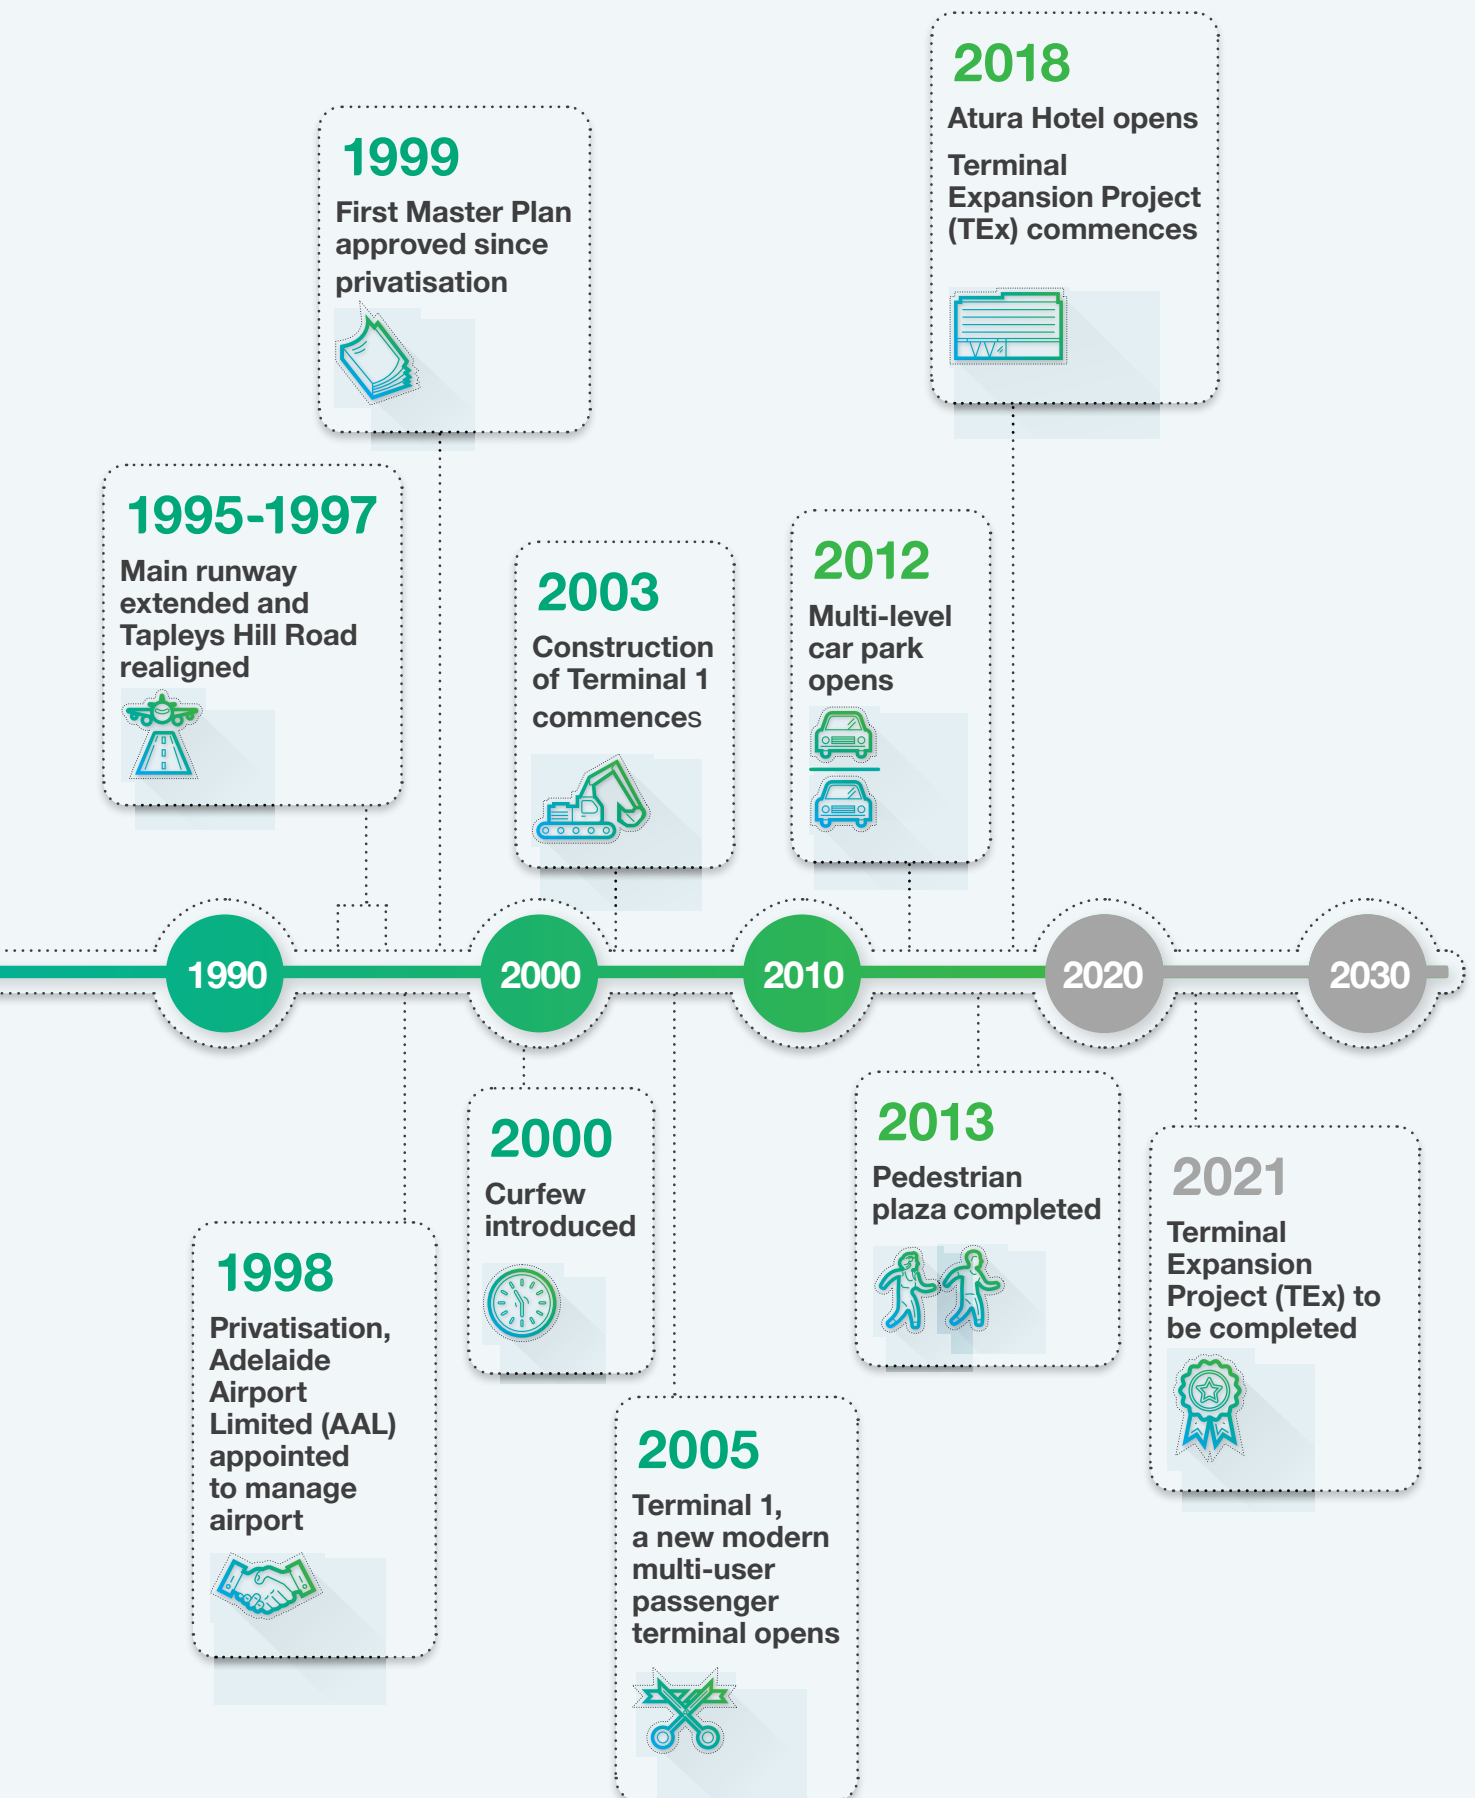 2018
Atura Hotel opens
Terminal
Expansion Project
(TEx) commences
1999
First Master Plan
approved since
privatisation
1995-1997
Main runway
extended and
Tapleys Hill Road
realigned
2003
Construction
of Terminal 1
commences
2012
Multi-level
car park
opens
1990
2000
2010
2020
2030
1998
Privatisation,
Adelaide
Airport
Limited (AAL)
appointed
to manage
airport
2000
Curfew
introduced
2005
Terminal 1,
a new modern
multi-user
passenger
terminal opens
2013
Pedestrian
plaza completed
2021
Terminal
Expansion
Project (TEx) to
be completed